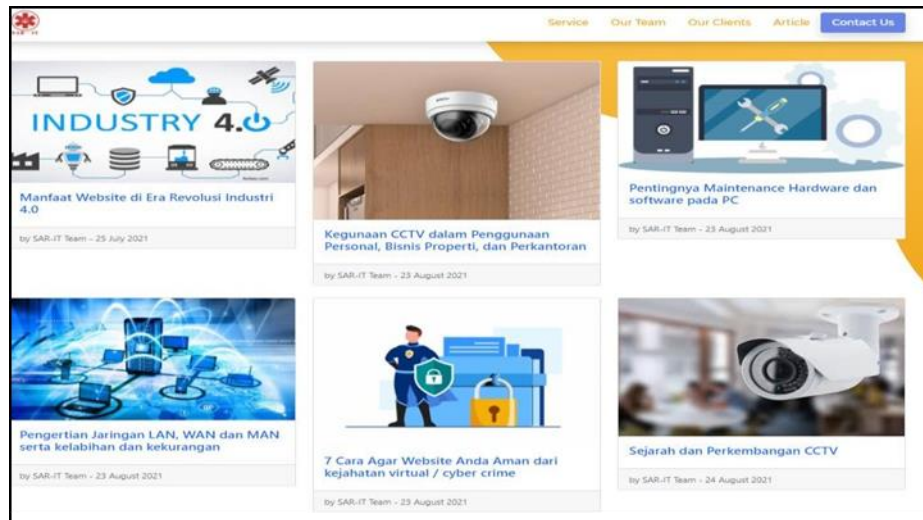 SAR - IT
Service
Our Team
Our Clients
Article
Contact Us
INDUSTRY 4.0
Manfaat Website di Era Revolusi Industri
4.0
by SAR-IT Team - 25 July 2021
Kegunaan CCTV dalam Penggunaan
Personal, Bisnis Properti, dan Perkantoran
by SAR-IT Team - 23 August 2021
Pentingnya Maintenance Hardware dan
software pada PC
by SAR-IT Team - 23 August 2021
Pengertian Jaringan LAN, WAN dan MAN
serta kelabihan dan kekurangan
by SAR-IT Team - 23 August 2021
7 Cara Agar Website Anda Aman dari
kejahatan virtual / cyber crime
by SAR-IT Team - 23 August 2021
Sejarah dan Perkembangan CCTV
by SAR-IT Team - 24 August 2021